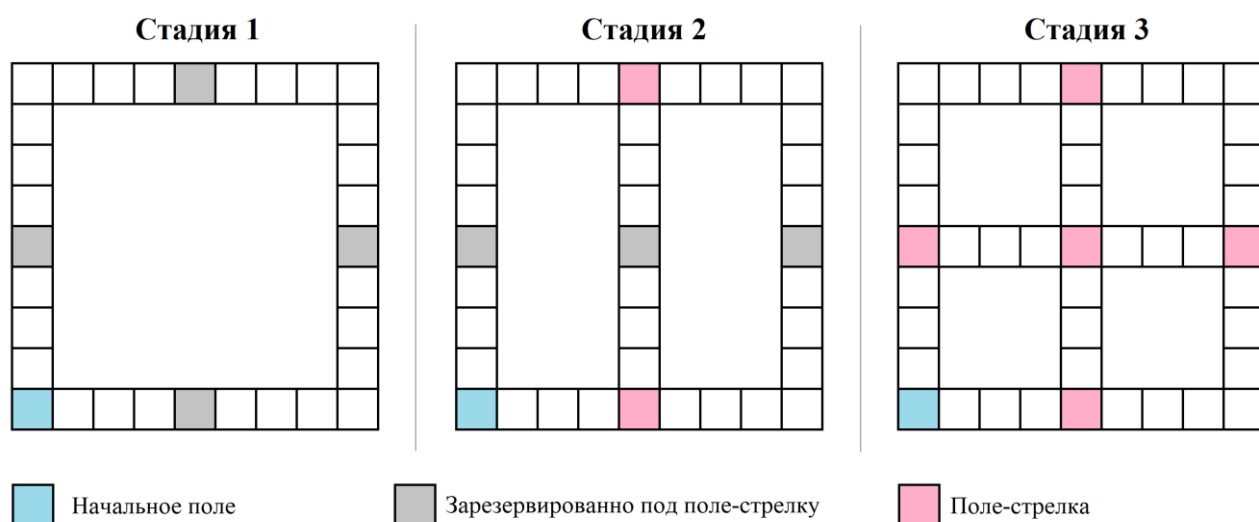 Стадия 1
Стадия 2
Стадия 3
Начальное поле
Зарезервированно под поле-стрелку
Поле-стрелка